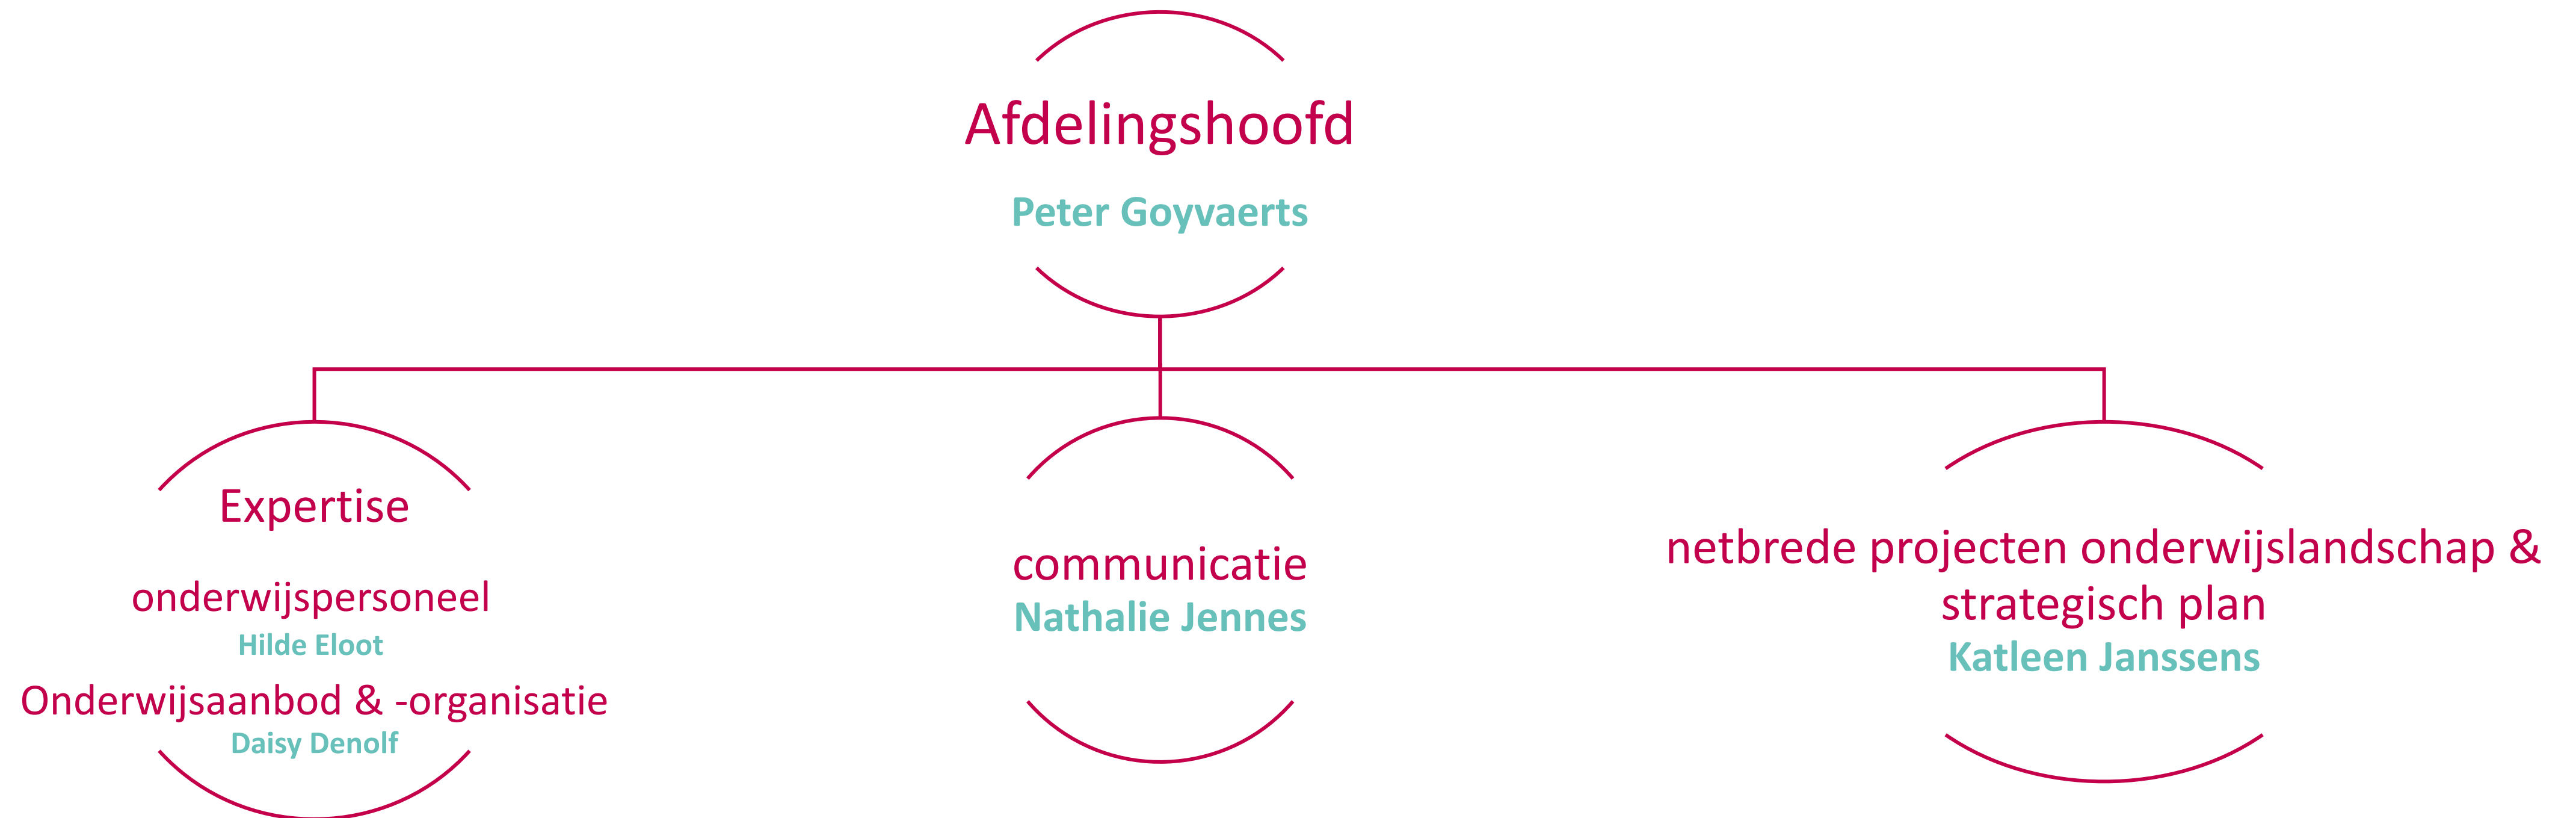 Afdelingshoofd
Peter Goyvaerts
Expertise
onderwijspersoneel
Hilde Eloot
Onderwijsaanbod & -organisatie
Daisy Denolf
communicatie
Nathalie Jennes
netbrede projecten onderwijslandschap &
strategisch plan
Katleen Janssens